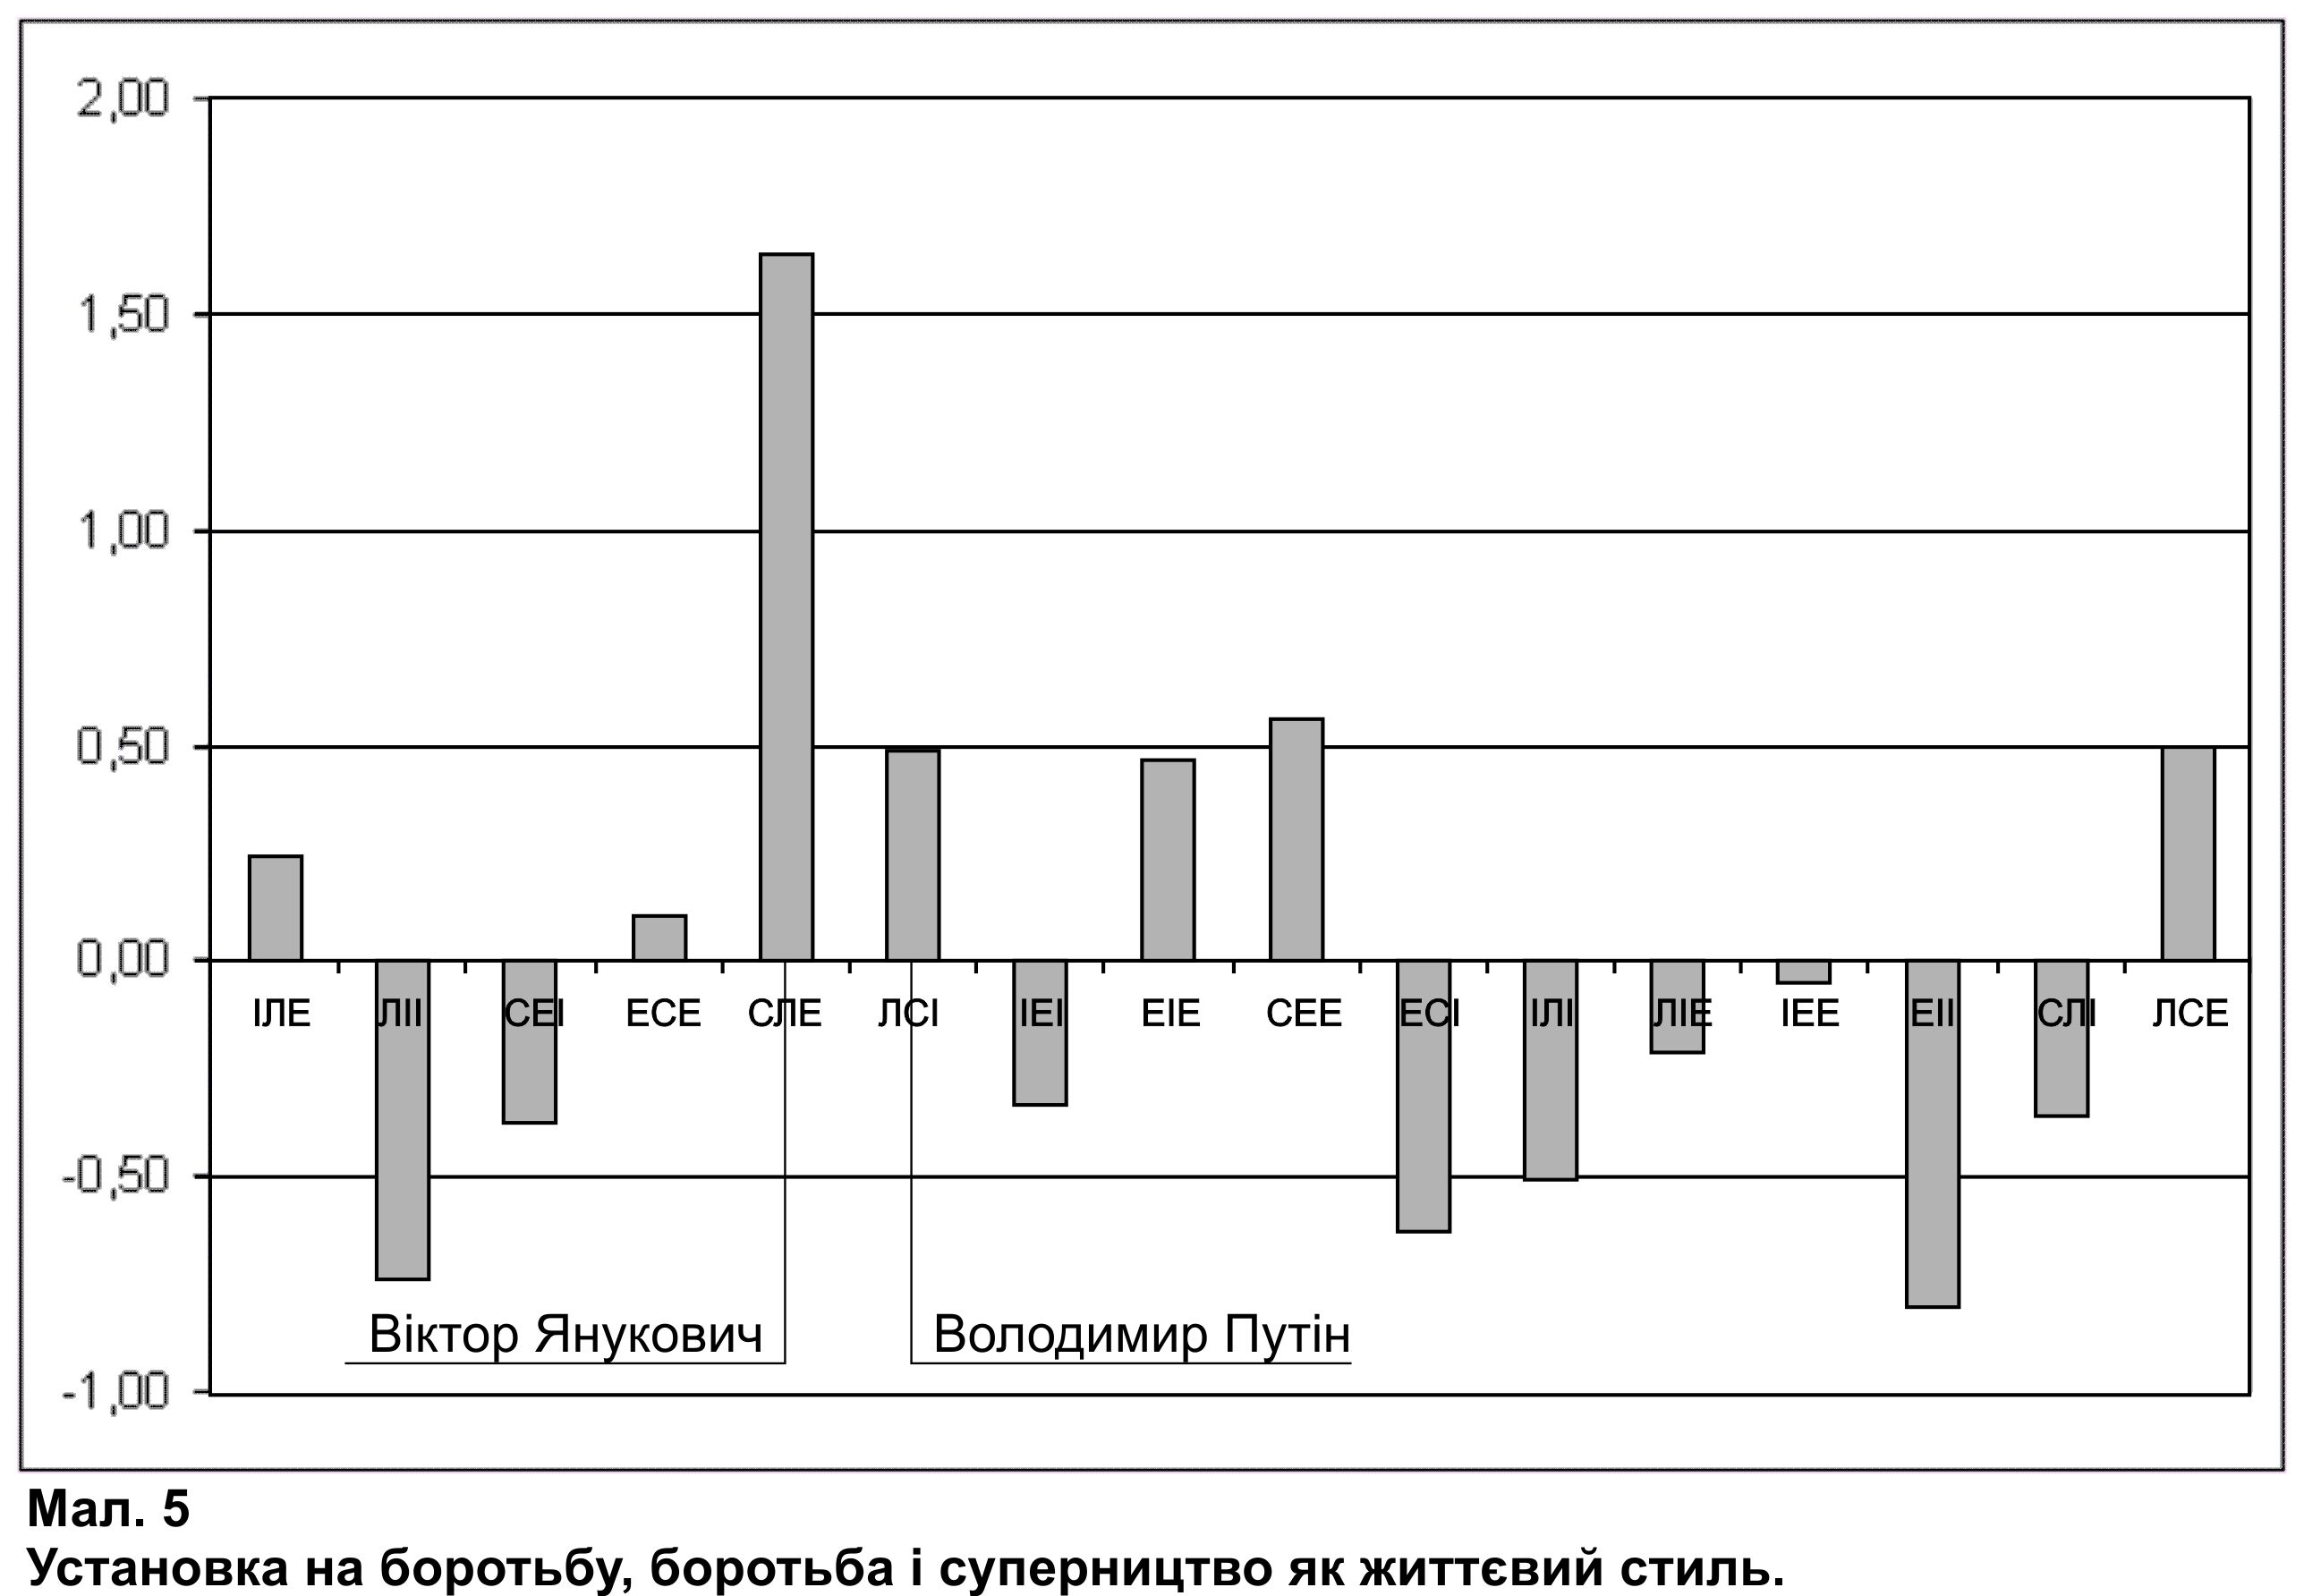 2,00
1,50
1,00
0,50
0,00
-0,50
-1,00
ІЛЕ ЛІІ СЕІ ЕСЕ СЛЕ ЛСІ ІЕІ ЕІЕ СЕЕ ЕСІ ІЛІ ЛІЕ ІЕЕ ЕІІ СЛІ ЛСЕ
Віктор Янукович
Володимир Путін
Мал. 5
Установка на боротьбу, боротьба і суперництво як життєвий стиль.